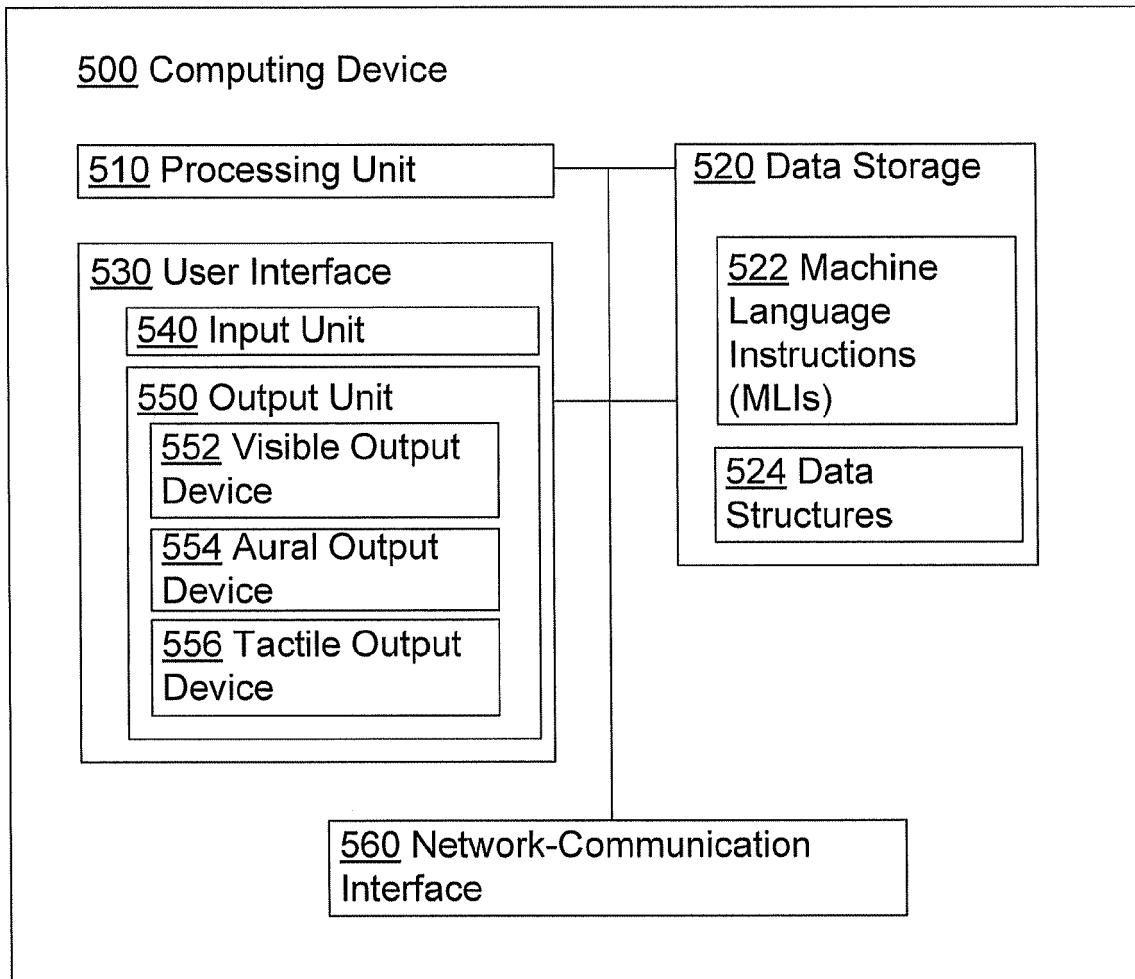 500 Computing Device
510 Processing Unit
520 Data Storage
522 Machine
Language
Instructions
(MLIs)
524 Data
Structures
530 User Interface
540 Input Unit
550 Output Unit
552 Visible Output
Device
554 Aural Output
Device
556 Tactile Output
Device
560 Network-Communication
Interface